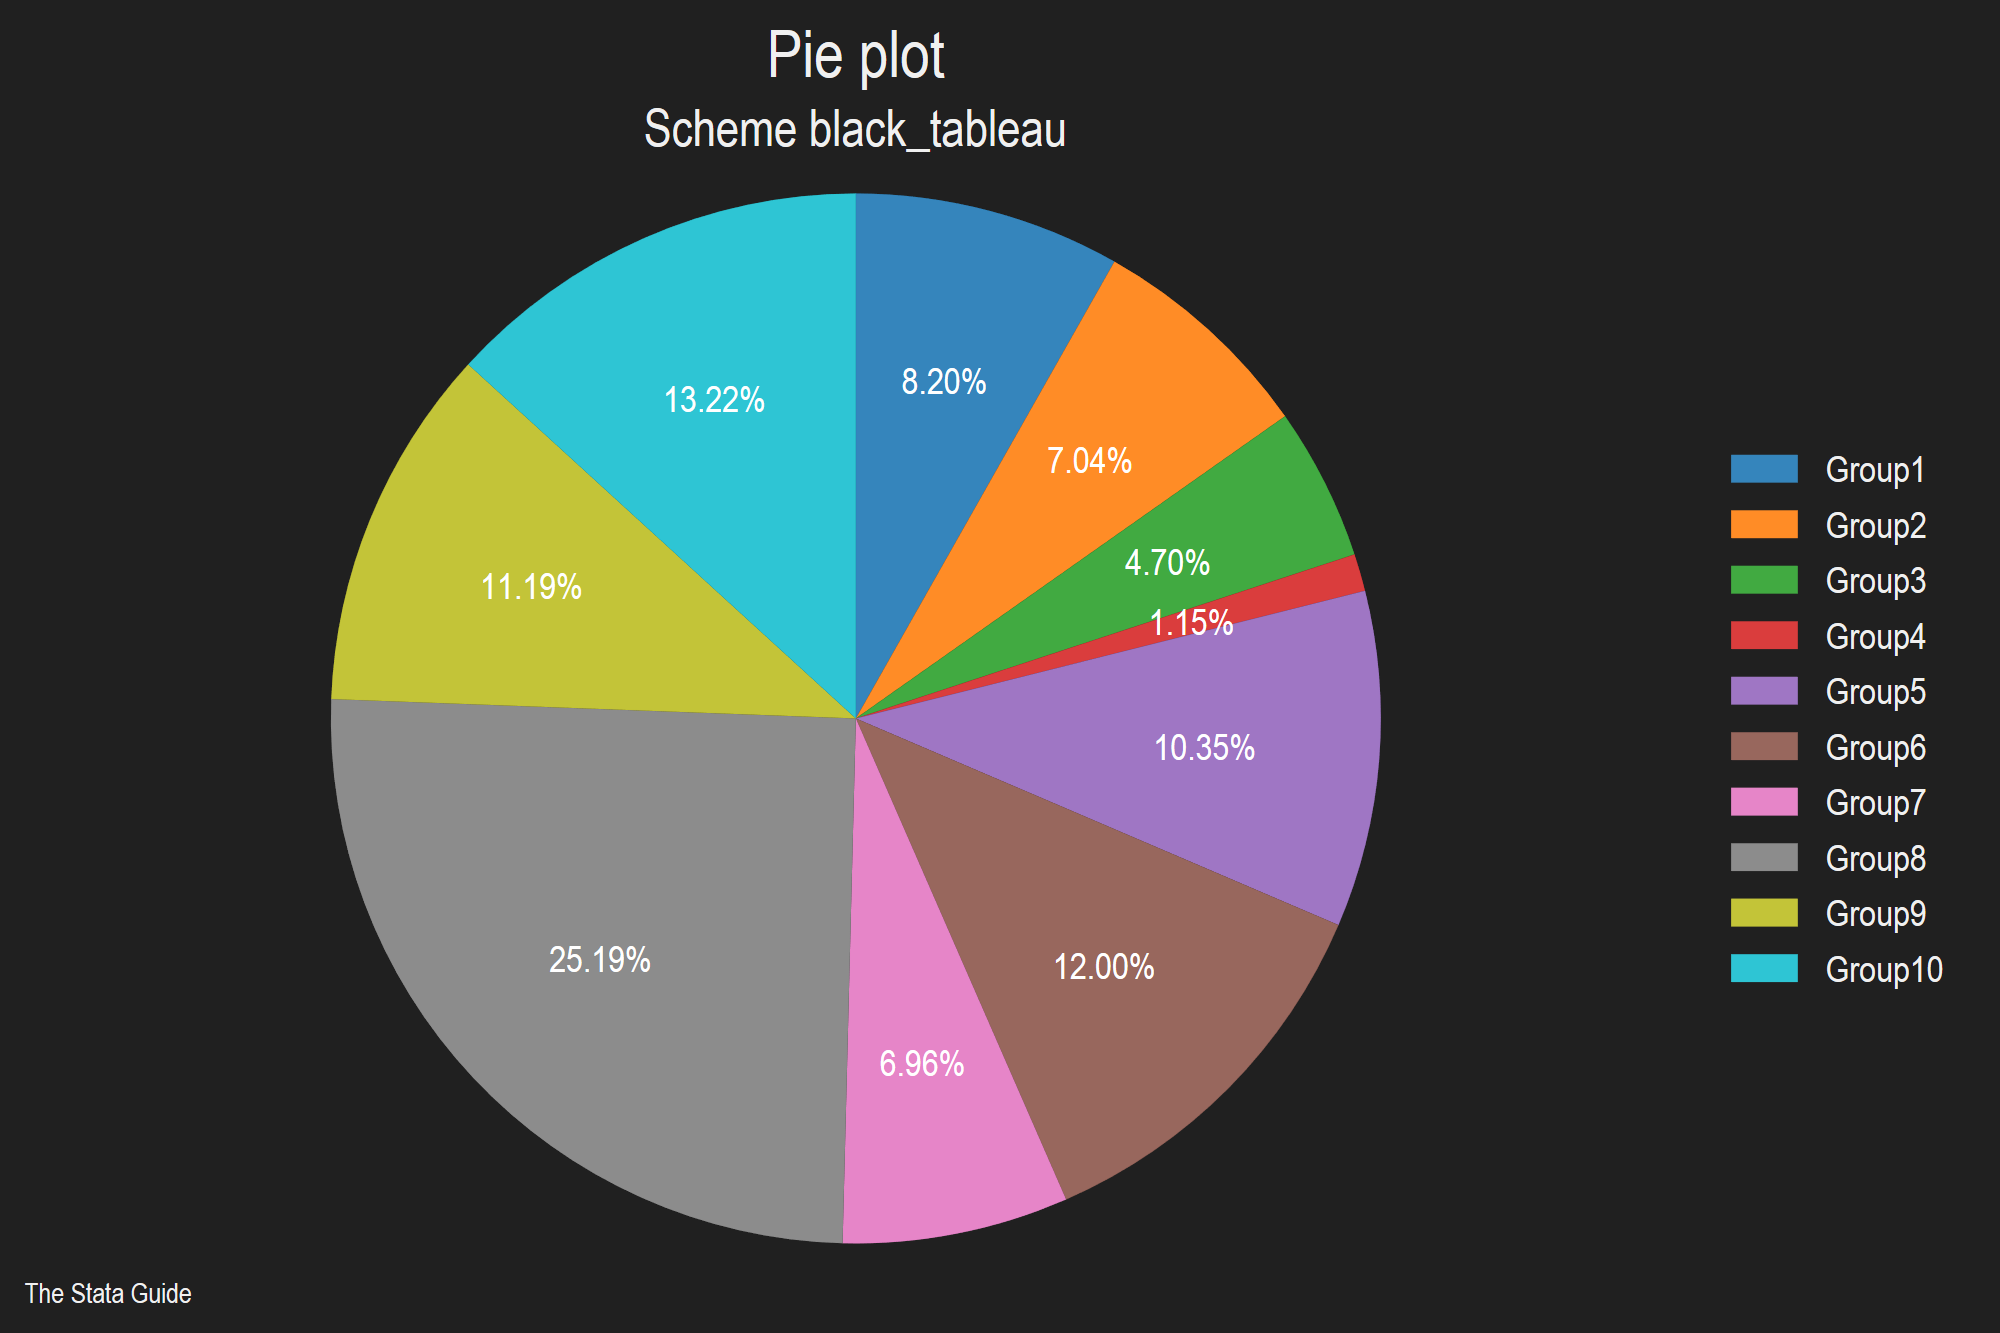 Pie plot
Scheme black_tableau
8.20%
7.04%
4.70%
1.15%
10.35%
12.00%
6.96%
25.19%
11.19%
13.22%
Group1
Group2
Group3
Group4
Group5
Group6
Group7
Group8
Group9
Group10
The Stata Guide